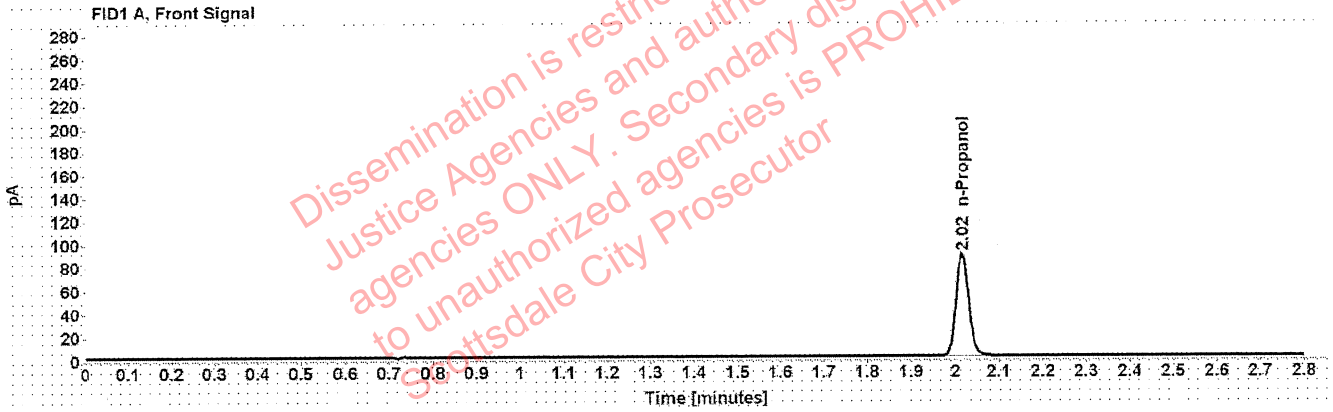 FID1 A, Front Signal
280
260
240
220
200
180
160
140
120
100
80
60
40
20
0
pA
2.02 n-Propanol
0 0.1 0.2 0.3 0.4 0.5 0.6 0.7 0.8 0.9 1 1.1 1.2 1.3 1.4 1.5 1.6 1.7 1.8 1.9 2 2.1 2.2 2.3 2.4 2.5 2.6 2.7 2.8
Time [minutes]
Dissemination is
Justice Agencies and
agencies ONLY. Secondary
to unauthorized agencies is
Scottsdale City Prosecutor